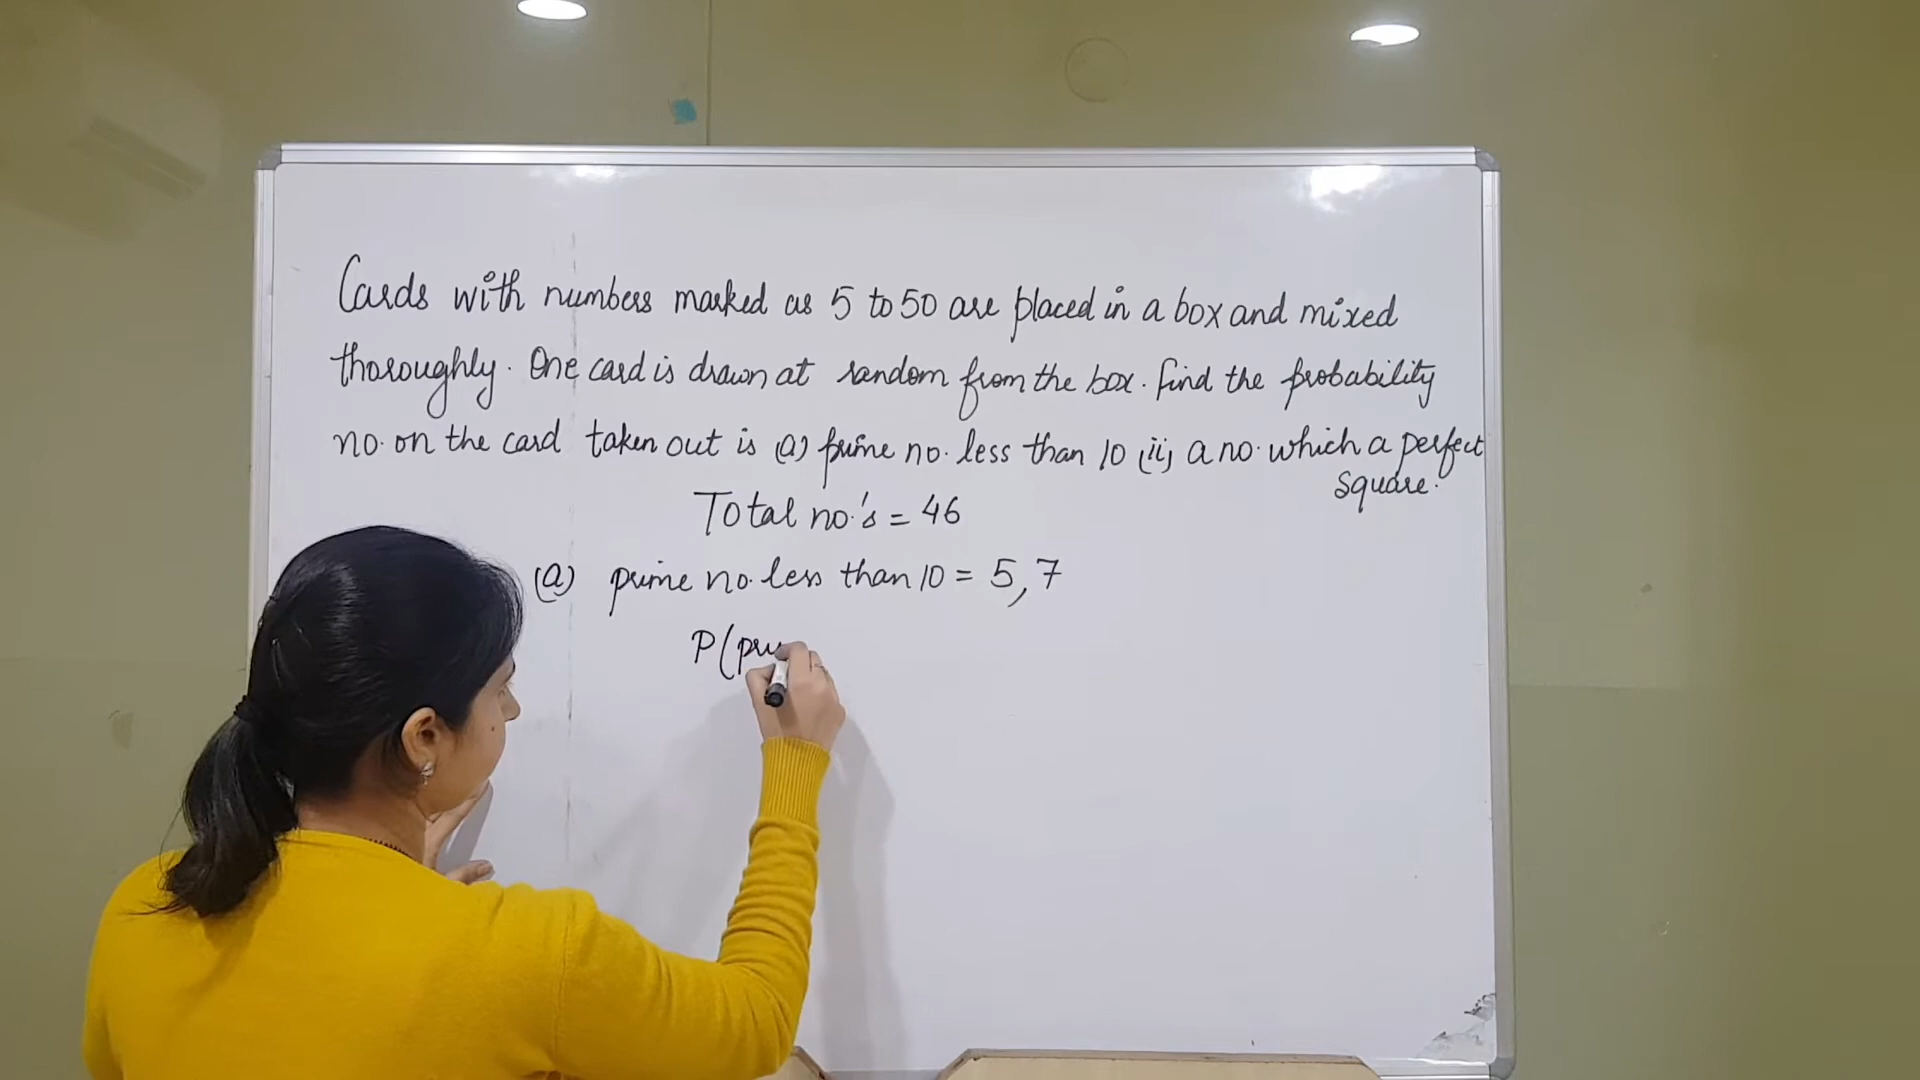 Cards with numbers marked as 5 to 50 are placed in a box and mixed
thoroughly. One card is drawn at random from the box. Find the probability
no. on the card taken out is (a) prime no. less than 10 (ii) a no. which a perfect
square.
Total no.'s = 46
(a) prime no. less than 10 = 5, 7
P(pri